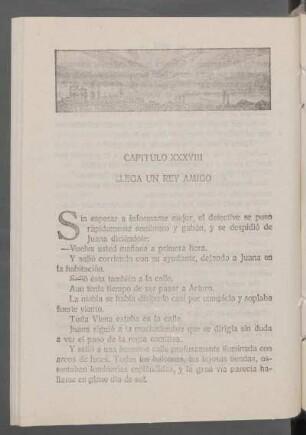 CAPITULO XXXVIII
LLEGA UN REY AMIGO
Sin esperar a informarse mejor, el detective se puso
rápidamente sombrero y gabán, y se despidió de
Juana diciéndole:
—Vuelva usted mañana a primera hora.
Y salió corriendo con su ayudante, dejando a Juana en
la habitación.
Salió ésta también a la calle.
Aun tenía tiempo de ver pasar a Arturo.
La niebla se había disipado casi por completo y soplaba
fuerte viento.
Toda Viena estaba en la calle.
Juana siguió a la muchedumbre que se dirigía sin duda
a ver el paso de la regia comitiva.
Y salió a una hermosa calle profusamente iluminada con
arcos de luces. Todos los balcones, las lujosas tiendas, os-
tentaban luminarias espléndidas, y la gran vía parecía ha-
llarse en pleno día de sol.